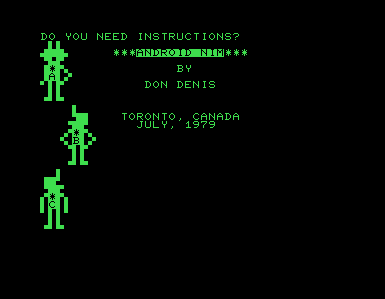 DO YOU NEED INSTRUCTIONS?
***ANDROID NIM***
*
A
BY
DON DENIS
TORONTO, CANADA
JULY, 1979
*
B
*
C